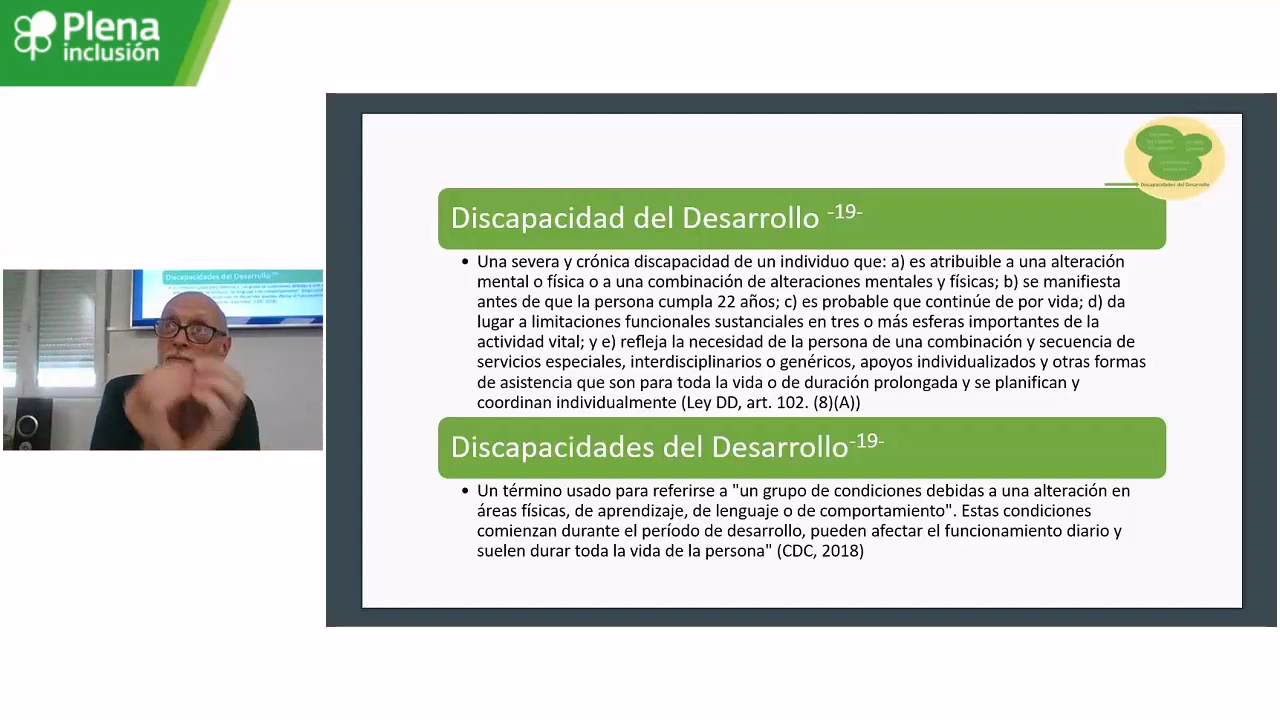 Plena
inclusión
Discapacidades del Desarrollo
Discapacidad del Desarrollo -19-
• Una severa y crónica discapacidad de un individuo que: a) es atribuible a una alteración
mental o física o a una combinación de alteraciones mentales y físicas; b) se manifiesta
antes de que la persona cumpla 22 años; c) es probable que continúe de por vida; d) da
lugar a limitaciones funcionales sustanciales en tres o más esferas importantes de la
actividad vital; y e) refleja la necesidad de la persona de una combinación y secuencia de
servicios especiales, interdisciplinarios o genéricos, apoyos individualizados y otras formas
de asistencia que son para toda la vida o de duración prolongada y se planifican y
coordinan individualmente (Ley DD, art. 102. (8)(A))
Discapacidades del Desarrollo-19-
• Un término usado para referirse a "un grupo de condiciones debidas a una alteración en
áreas físicas, de aprendizaje, de lenguaje o de comportamiento". Estas condiciones
comienzan durante el período de desarrollo, pueden afectar el funcionamiento diario y
suelen durar toda la vida de la persona" (CDC, 2018)
Discapacidades del Desarrollo